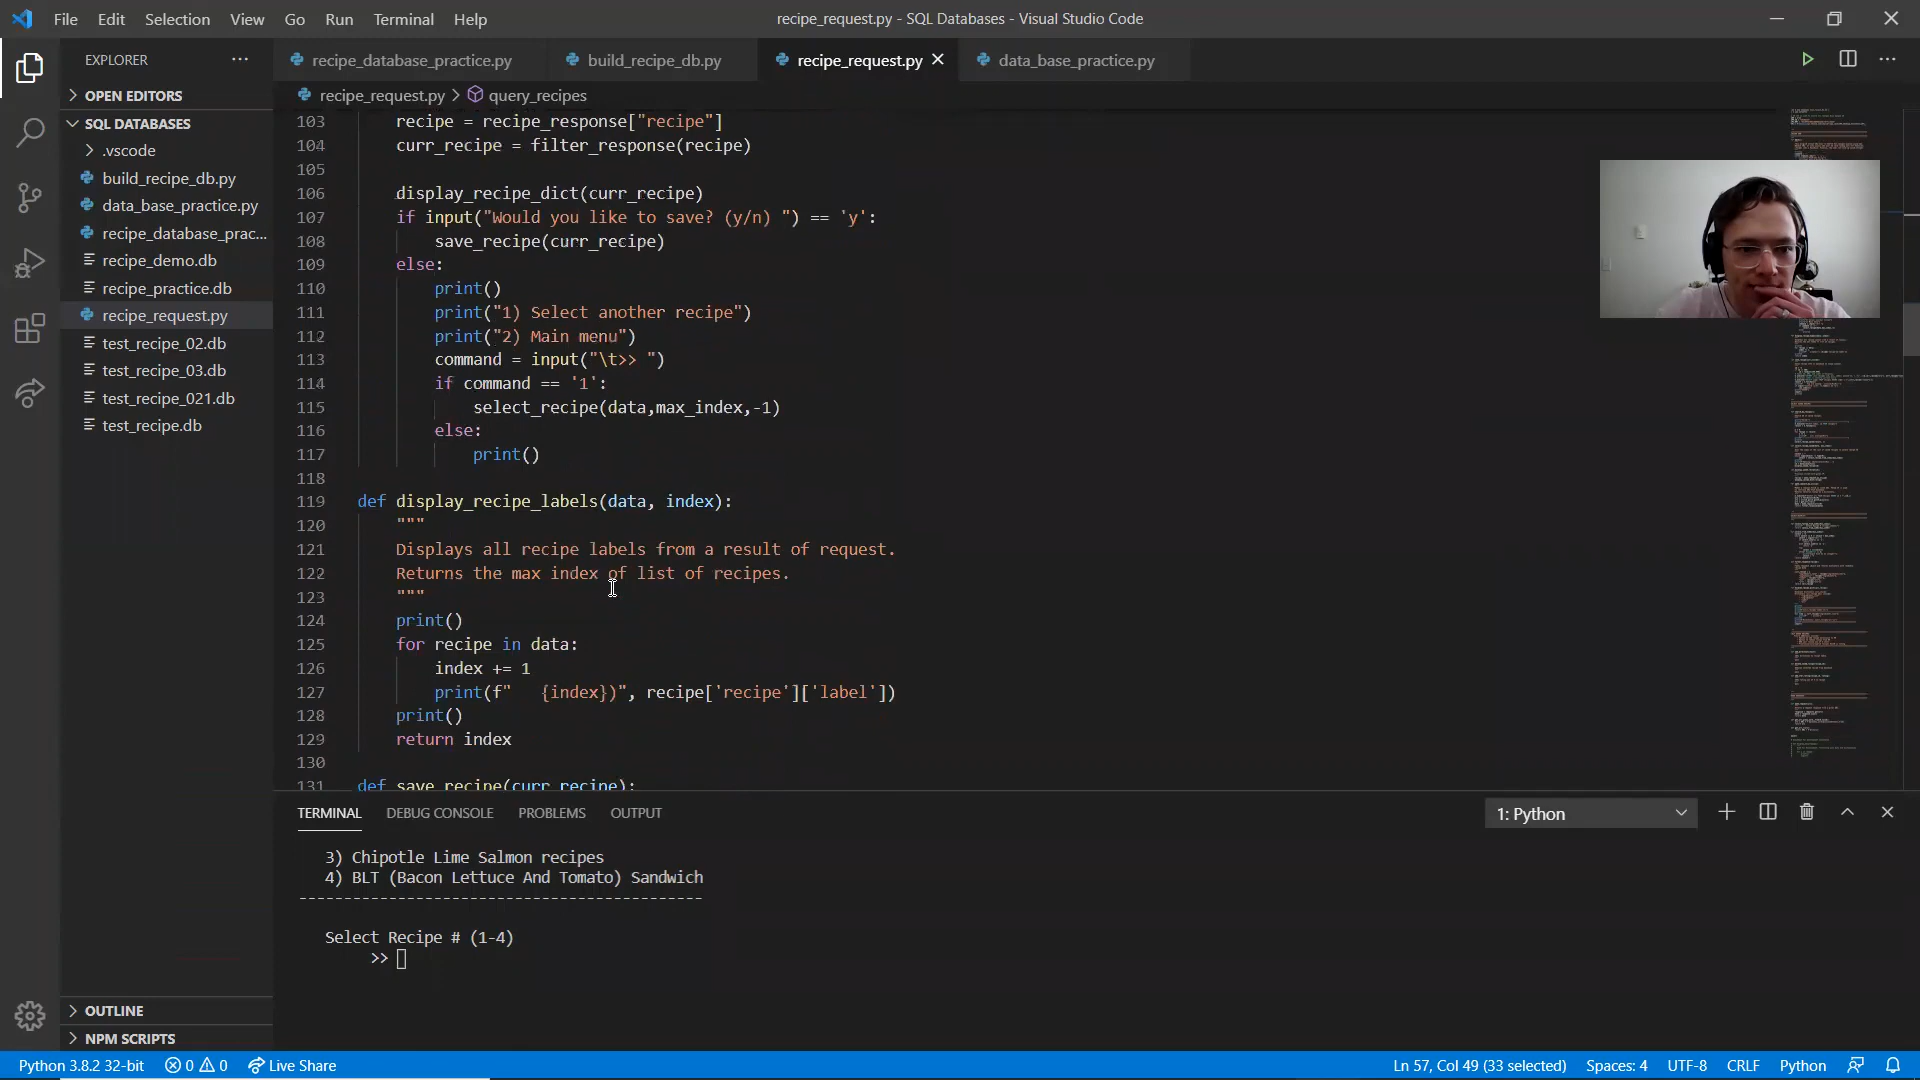 File Edit Selection View Go Run Terminal Help
recipe_request.py - SQL Databases - Visual Studio Code
EXPLORER
recipe_database_practice.py
build_recipe_db.py
recipe_request.py
data_base_practice.py
OPEN EDITORS
recipe_request.py > query_recipes
SQL DATABASES
.vscode
build_recipe_db.py
data_base_practice.py
recipe_database_prac...
recipe_demo.db
recipe_practice.db
recipe_request.py
test_recipe_02.db
test_recipe_03.db
test_recipe_021.db
test_recipe.db
OUTLINE
NPM SCRIPTS
103 recipe = recipe_response["recipe"]
104 curr_recipe = filter_response(recipe)
105
106 display_recipe_dict(curr_recipe)
107 if input("Would you like to save? (y/n) ") == 'y':
108 save_recipe(curr_recipe)
109 else:
110 print()
111 print("1) Select another recipe")
112 print("2) Main menu")
113 command = input("\t>> ")
114 if command == '1':
115 select_recipe(data,max_index,-1)
116 else:
117 print()
118
119 def display_recipe_labels(data, index):
120 """
121 Displays all recipe labels from a result of request.
122 Returns the max index of list of recipes.
123 """
124 print()
125 for recipe in data:
126 index += 1
127 print(f"   {index})", recipe['recipe']['label'])
128 print()
129 return index
130
131 def save_recipe(curr_recipe):
TERMINAL DEBUG CONSOLE PROBLEMS OUTPUT
1: Python
3) Chipotle Lime Salmon recipes
4) BLT (Bacon Lettuce And Tomato) Sandwich
---------------------------------------------
Select Recipe # (1-4)
>>
Python 3.8.2 32-bit 0 0 Live Share
Ln 57, Col 49 (33 selected) Spaces: 4 UTF-8 CRLF Python